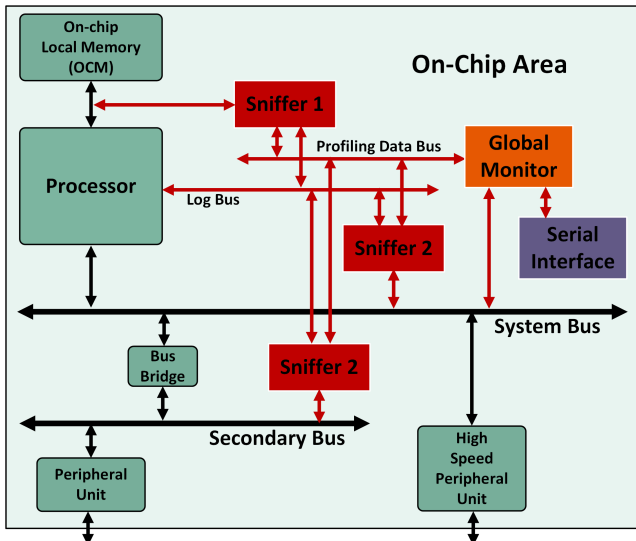 On-chip
Local Memory
(OCM)
On-Chip Area
Sniffer 1
Profiling Data Bus
Global
Monitor
Processor
Log Bus
Sniffer 2
Serial
Interface
System Bus
Bus
Bridge
Sniffer 2
Secondary Bus
High
Speed
Peripheral
Unit
Peripheral
Unit